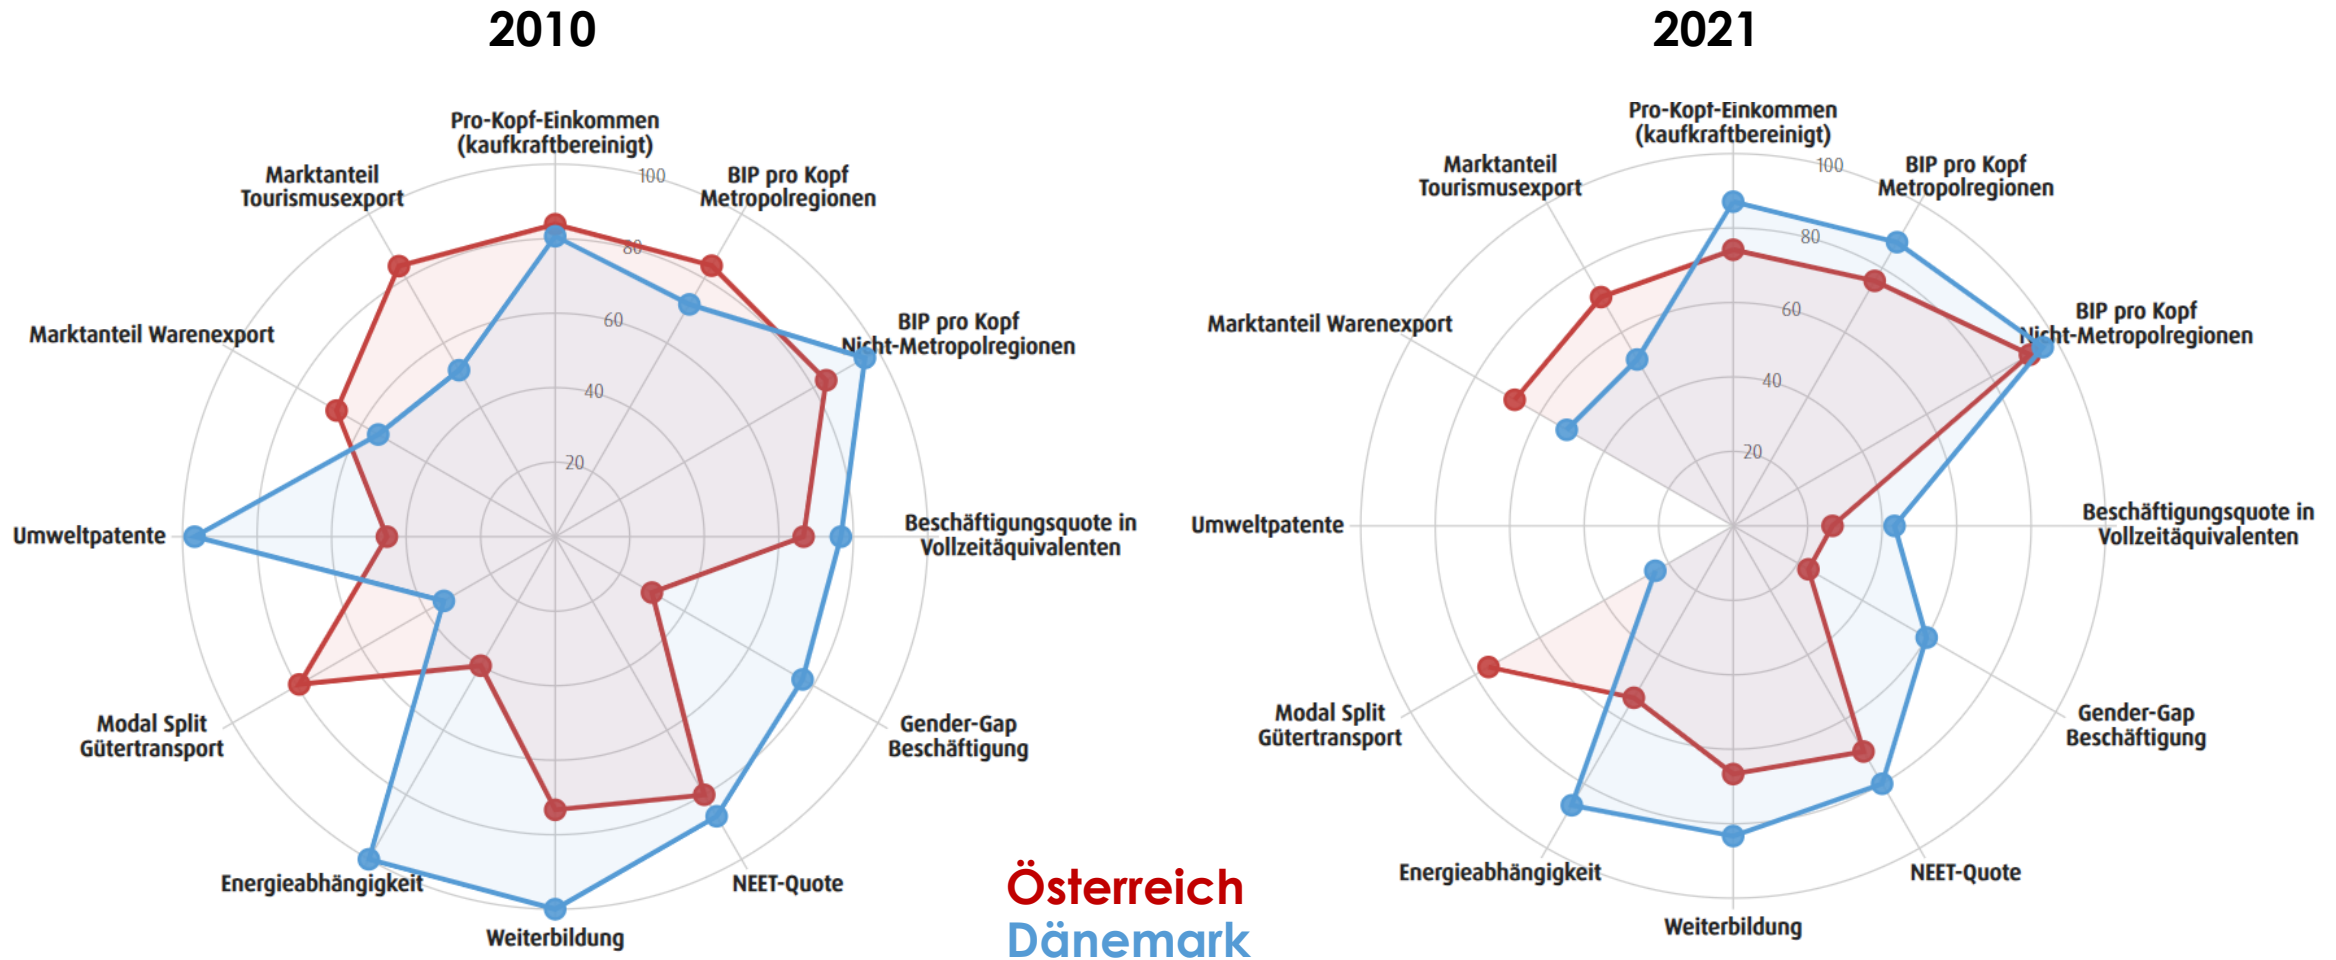 2010
Pro-Kopf-Einkommen
(kaufkraftbereinigt)
BIP pro Kopf
Metropolregionen
BIP pro Kopf
Nicht-Metropolregionen
Beschäftigungsquote in
Vollzeitäquivalenten
Gender-Gap
Beschäftigung
NEET-Quote
Weiterbildung
Energieabhängigkeit
Modal Split
Gütertransport
Umweltpatente
Marktanteil Warenexport
Marktanteil
Tourismusexport
100
80
60
40
20
2021
Pro-Kopf-Einkommen
(kaufkraftbereinigt)
BIP pro Kopf
Metropolregionen
BIP pro Kopf
Nicht-Metropolregionen
Beschäftigungsquote in
Vollzeitäquivalenten
Gender-Gap
Beschäftigung
NEET-Quote
Weiterbildung
Energieabhängigkeit
Modal Split
Gütertransport
Umweltpatente
Marktanteil Warenexport
Marktanteil
Tourismusexport
100
80
60
40
20
Österreich
Dänemark